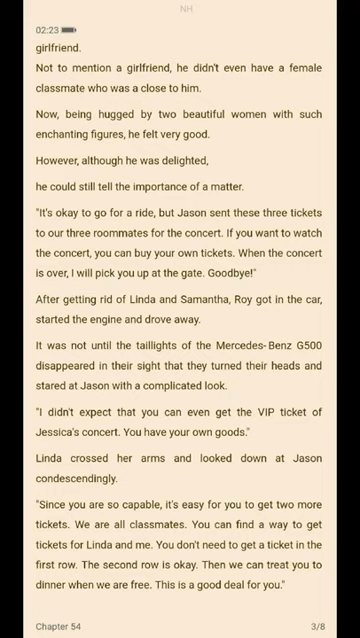 NH
02:23
girlfriend.
Not to mention a girlfriend, he didn't even have a female
classmate who was a close to him.
Now, being hugged by two beautiful women with such
enchanting figures, he felt very good.
However, although he was delighted,
he could still tell the importance of a matter.
"It's okay to go for a ride, but Jason sent these three tickets
to our three roommates for the concert. If you want to watch
the concert, you can buy your own tickets. When the concert
is over, I will pick you up at the gate. Goodbye!"
After getting rid of Linda and Samantha, Roy got in the car,
started the engine and drove away.
It was not until the taillights of the Mercedes-Benz G500
disappeared in their sight that they turned their heads and
stared at Jason with a complicated look.
"I didn't expect that you can even get the VIP ticket of
Jessica's concert. You have your own goods."
Linda crossed her arms and looked down at Jason
condescendingly.
"Since you are so capable, it's easy for you to get two more
tickets. We are all classmates. You can find a way to get
tickets for Linda and me. You don't need to get a ticket in the
first row. The second row is okay. Then we can treat you to
dinner when we are free. This is a good deal for you."
Chapter 54 3/8